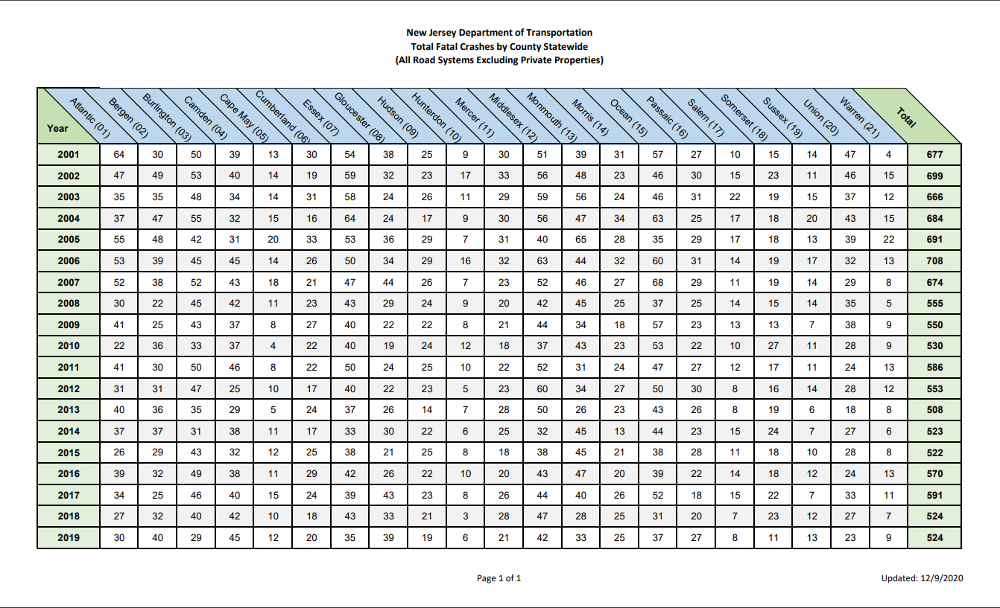 New Jersey Department of Transportation
Total Fatal Crashes by County Statewide
(All Road Systems Excluding Private Properties)
Year Atlantic (01) Bergen (02) Burlington (03) Camden (04) Cape May (05) Cumberland (06) Essex (07) Gloucester (08) Hudson (09) Hunterdon (10) Mercer (11) Middlesex (12) Monmouth (13) Morris (14) Ocean (15) Passaic (16) Salem (17) Somerset (18) Sussex (19) Union (20) Warren (21) Total
2001 64 30 50 39 13 30 54 38 25 9 30 51 39 31 57 27 10 15 14 47 4 677
2002 47 49 53 40 14 19 59 32 23 17 33 56 48 23 46 30 15 23 11 46 15 699
2003 35 35 48 34 14 31 58 24 26 11 29 59 56 24 46 31 22 19 15 37 12 666
2004 37 47 55 32 15 16 64 24 17 9 30 56 47 34 63 25 17 18 20 43 15 684
2005 55 48 42 31 20 33 53 36 29 7 31 40 65 28 35 29 17 18 13 39 22 691
2006 53 39 45 45 14 26 50 34 29 16 32 63 44 32 60 31 14 19 17 32 13 708
2007 52 38 52 43 18 21 47 44 26 7 23 52 46 27 68 29 11 19 14 29 8 674
2008 30 22 45 42 11 23 43 29 24 9 20 42 45 25 37 25 14 15 14 35 5 555
2009 41 25 43 37 8 27 40 22 22 8 21 44 34 18 57 23 13 13 7 38 9 550
2010 22 36 33 37 4 22 40 19 24 12 18 37 43 23 53 22 10 27 11 28 9 530
2011 41 30 50 46 8 22 50 24 25 10 22 52 31 24 47 27 12 17 11 24 13 586
2012 31 31 47 25 10 17 40 22 23 5 23 60 34 27 50 30 8 16 14 28 12 553
2013 40 36 35 29 5 24 37 26 14 7 28 50 26 23 43 26 8 19 6 18 8 508
2014 37 37 31 38 11 17 33 30 22 6 25 32 45 13 44 23 15 24 7 27 6 523
2015 26 29 43 32 12 25 38 21 25 8 18 38 45 21 38 28 11 18 10 28 8 522
2016 39 32 49 38 11 29 42 26 22 10 20 43 47 20 39 22 14 18 12 24 13 570
2017 34 25 46 40 15 24 39 43 23 8 26 44 40 26 52 18 15 22 7 33 11 591
2018 27 32 40 42 10 18 43 33 21 3 28 47 28 25 31 20 7 23 12 27 7 524
2019 30 40 29 45 12 20 35 39 19 6 21 42 33 25 37 27 8 11 13 23 9 524
Page 1 of 1
Updated: 12/9/2020